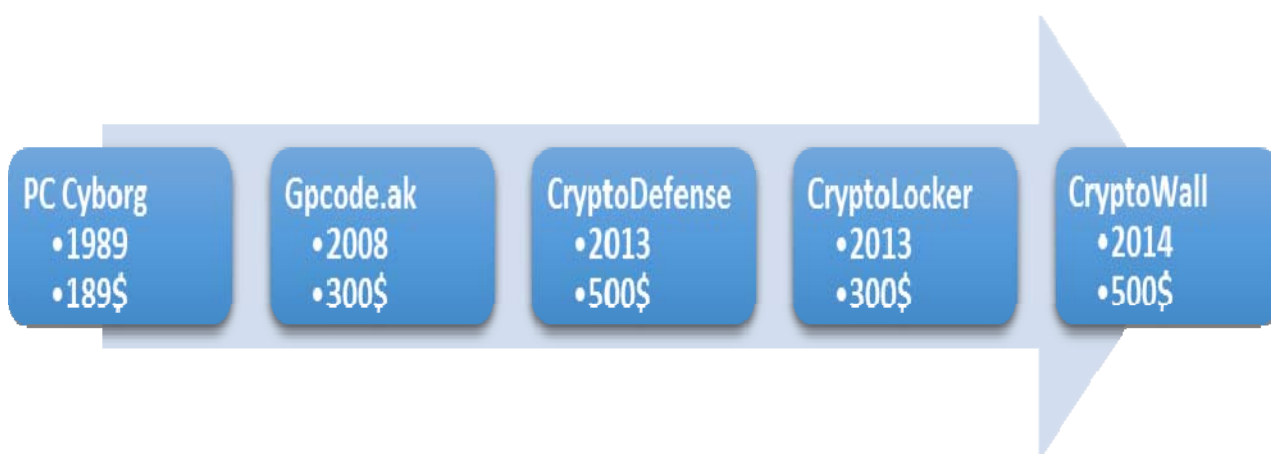 PC Cyborg
•1989
•189$
Gpcode.ak
•2008
•300$
CryptoDefense
•2013
•500$
CryptoLocker
•2013
•300$
CryptoWall
•2014
•500$